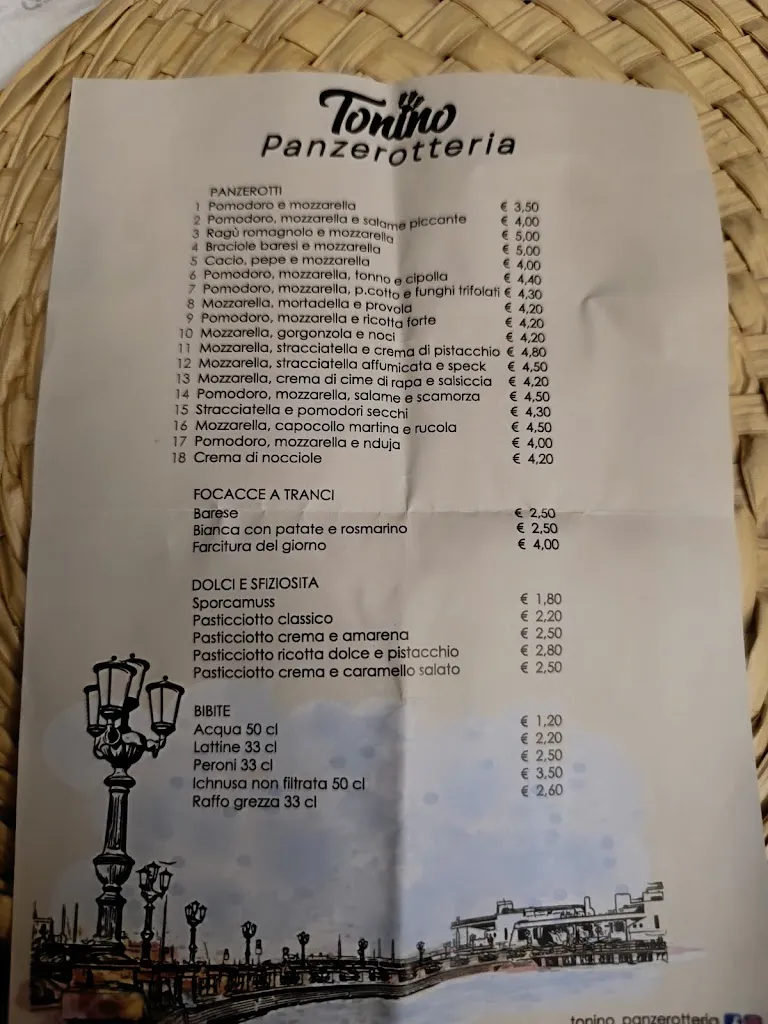 Tonino
Panzerotteria
PANZEROTTI
1 Pomodoro e mozzarella € 3,50
2 Pomodoro, mozzarella e salame piccante € 4,00
3 Ragù romagnolo e mozzarella € 5,00
4 Braciole baresi e mozzarella € 5,00
5 Cacio, pepe e mozzarella € 4,00
6 Pomodoro, mozzarella, tonno e cipolla € 4,40
7 Pomodoro, mozzarella, p.cotto e funghi trifolati € 4,30
8 Mozzarella, mortadella e provola € 4,20
9 Pomodoro, mozzarella e ricotta forte € 4,20
10 Mozzarella, gorgonzola e noci € 4,20
11 Mozzarella, stracciatella e crema di pistacchio € 4,80
12 Mozzarella, stracciatella affumicata e speck € 4,50
13 Mozzarella, crema di cime di rapa e salsiccia € 4,20
14 Pomodoro, mozzarella, salame e scamorza € 4,50
15 Stracciatella e pomodori secchi € 4,30
16 Mozzarella, capocollo martina e rucola € 4,50
17 Pomodoro, mozzarella e nduja € 4,00
18 Crema di nocciole € 4,20
FOCACCE A TRANCI
Barese € 2,50
Bianca con patate e rosmarino € 2,50
Farcitura del giorno € 4,00
DOLCI E SFIZIOSITA
Sporcamuss € 1,80
Pasticciotto classico € 2,20
Pasticciotto crema e amarena € 2,50
Pasticciotto ricotta dolce e pistacchio € 2,80
Pasticciotto crema e caramello salato € 2,50
BIBITE
Acqua 50 cl € 1,20
Lattine 33 cl € 2,20
Peroni 33 cl € 2,50
Ichnusa non filtrata 50 cl € 3,50
Raffo grezza 33 cl € 2,60
tonino_panzerotteria